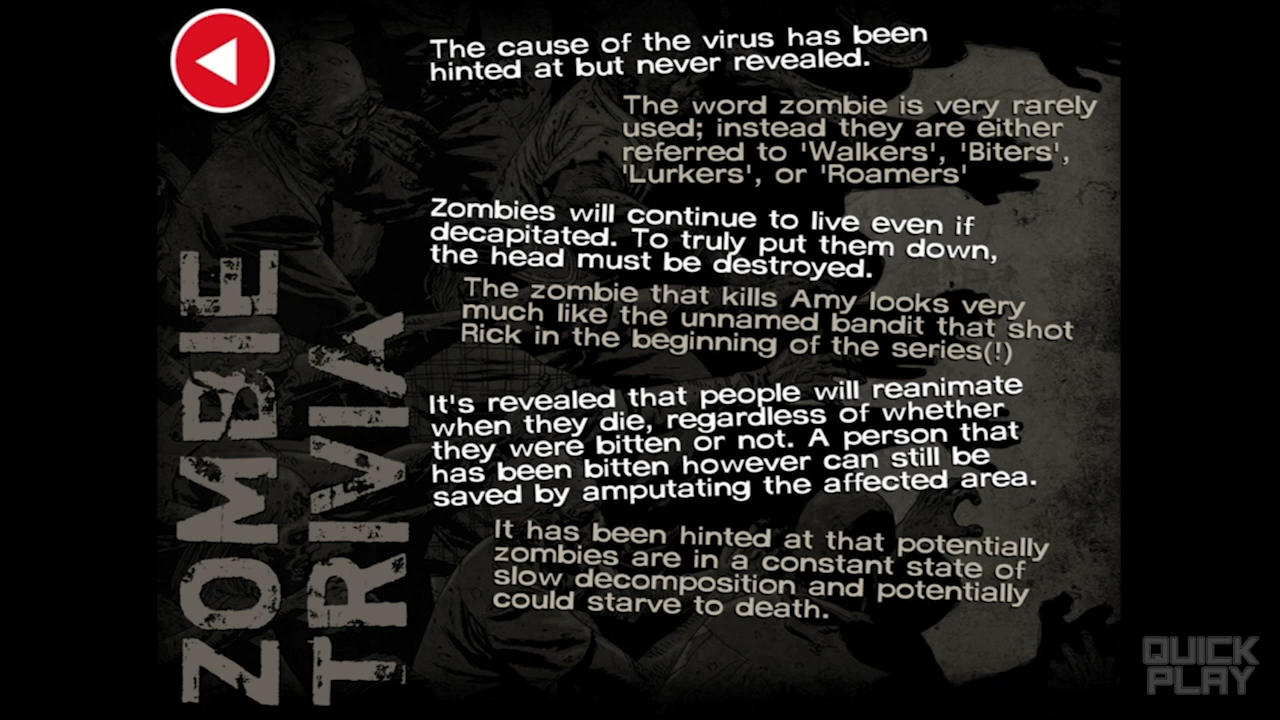 The cause of the virus has been
hinted at but never revealed.
The word zombie is very rarely
used; instead they are either
referred to 'Walkers', 'Biters',
'Lurkers', or 'Roamers'
Zombies will continue to live even if
decapitated. To truly put them down,
the head must be destroyed.
The zombie that kills Amy looks very
much like the unnamed bandit that shot
Rick in the beginning of the series(!)
It's revealed that people will reanimate
when they die, regardless of whether
they were bitten or not. A person that
has been bitten however can still be
saved by amputating the affected area.
It has been hinted at that potentially
zombies are in a constant state of
slow decomposition and potentially
could starve to death.
ZOMBIE
TRIVIA
QUICK
PLAY